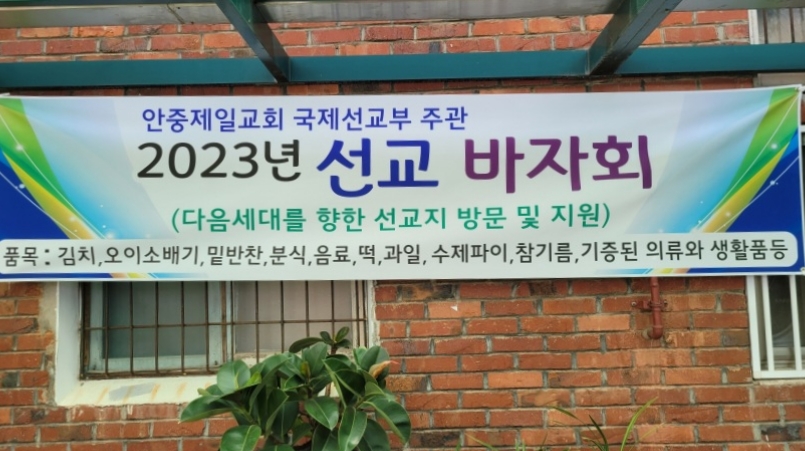 안중제일교회 국제선교부 주관
2023년 선교 바자회
(다음세대를 향한 선교지 방문 및 지원)
품목 : 김치,오이소배기,밑반찬,분식,음료,떡,과일,수제파이,참기름,기증된 의류와 생활품등